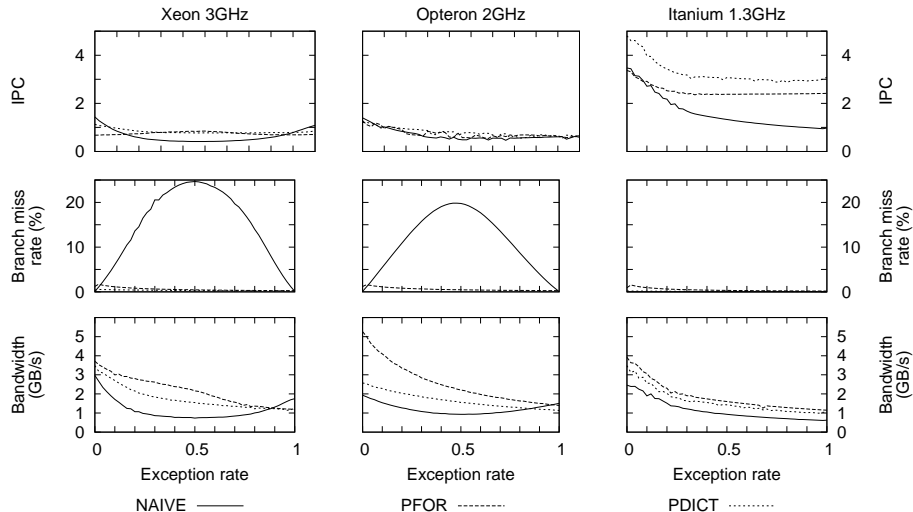 Xeon 3GHz Opteron 2GHz Itanium 1.3GHz
IPC
4
2
0
4
2
0
IPC
Branch miss
rate (%)
20
10
0
20
10
0
Branch miss
rate (%)
Bandwidth
(GB/s)
5
4
3
2
1
0
5
4
3
2
1
0
Bandwidth
(GB/s)
0 0.5 1 0 0.5 1 0 0.5 1
Exception rate Exception rate Exception rate
NAIVE PFOR PDICT